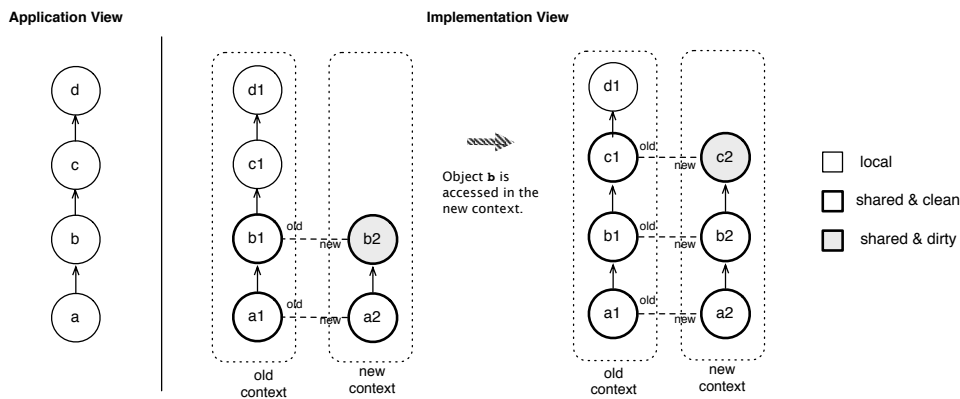 Application View
Implementation View
d
c
b
a
d1
c1
b1
old
new
b2
a1
old
new
a2
old
context
new
context
Object b is
accessed in the
new context.
d1
c1
old
new
c2
b1
old
new
b2
a1
old
new
a2
old
context
new
context
local
shared & clean
shared & dirty